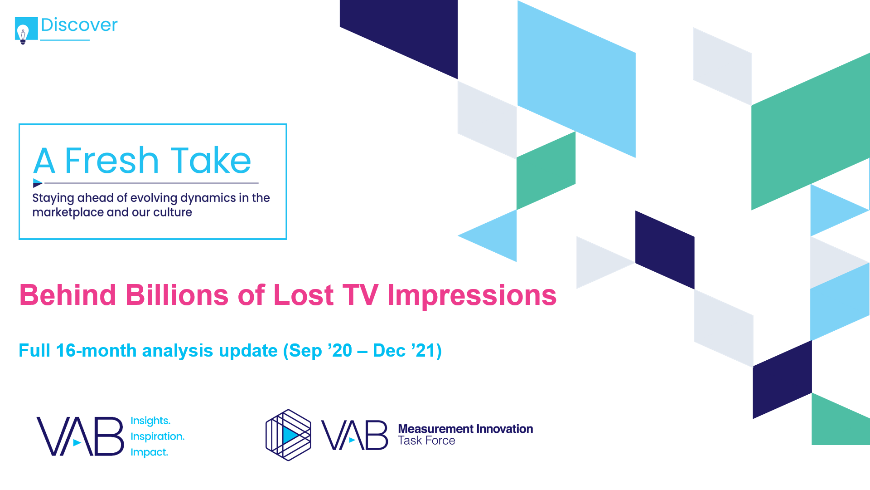 Discover
A Fresh Take
Staying ahead of evolving dynamics in the
marketplace and our culture
Behind Billions of Lost TV Impressions
Full 16-month analysis update (Sep ’20 – Dec ’21)
VAB
Insights.
Inspiration.
Impact.
VAB
Measurement Innovation
Task Force